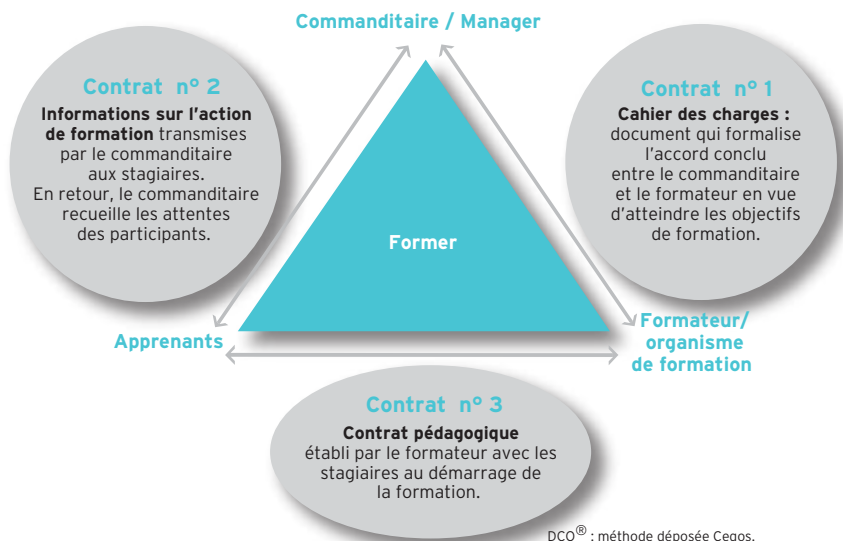 Commanditaire / Manager
Contrat n° 2
Informations sur l'action
de formation transmises
par le commanditaire
aux stagiaires.
En retour, le commanditaire
recueille les attentes
des participants.
Contrat n° 1
Cahier des charges :
document qui formalise
l'accord conclu
entre le commanditaire
et le formateur en vue
d'atteindre les objectifs
de formation.
Former
Apprenants
Formateur/
organisme
de formation
Contrat n° 3
Contrat pédagogique
établi par le formateur avec les
stagiaires au démarrage de
la formation.
DCO® : méthode déposée Cegos.